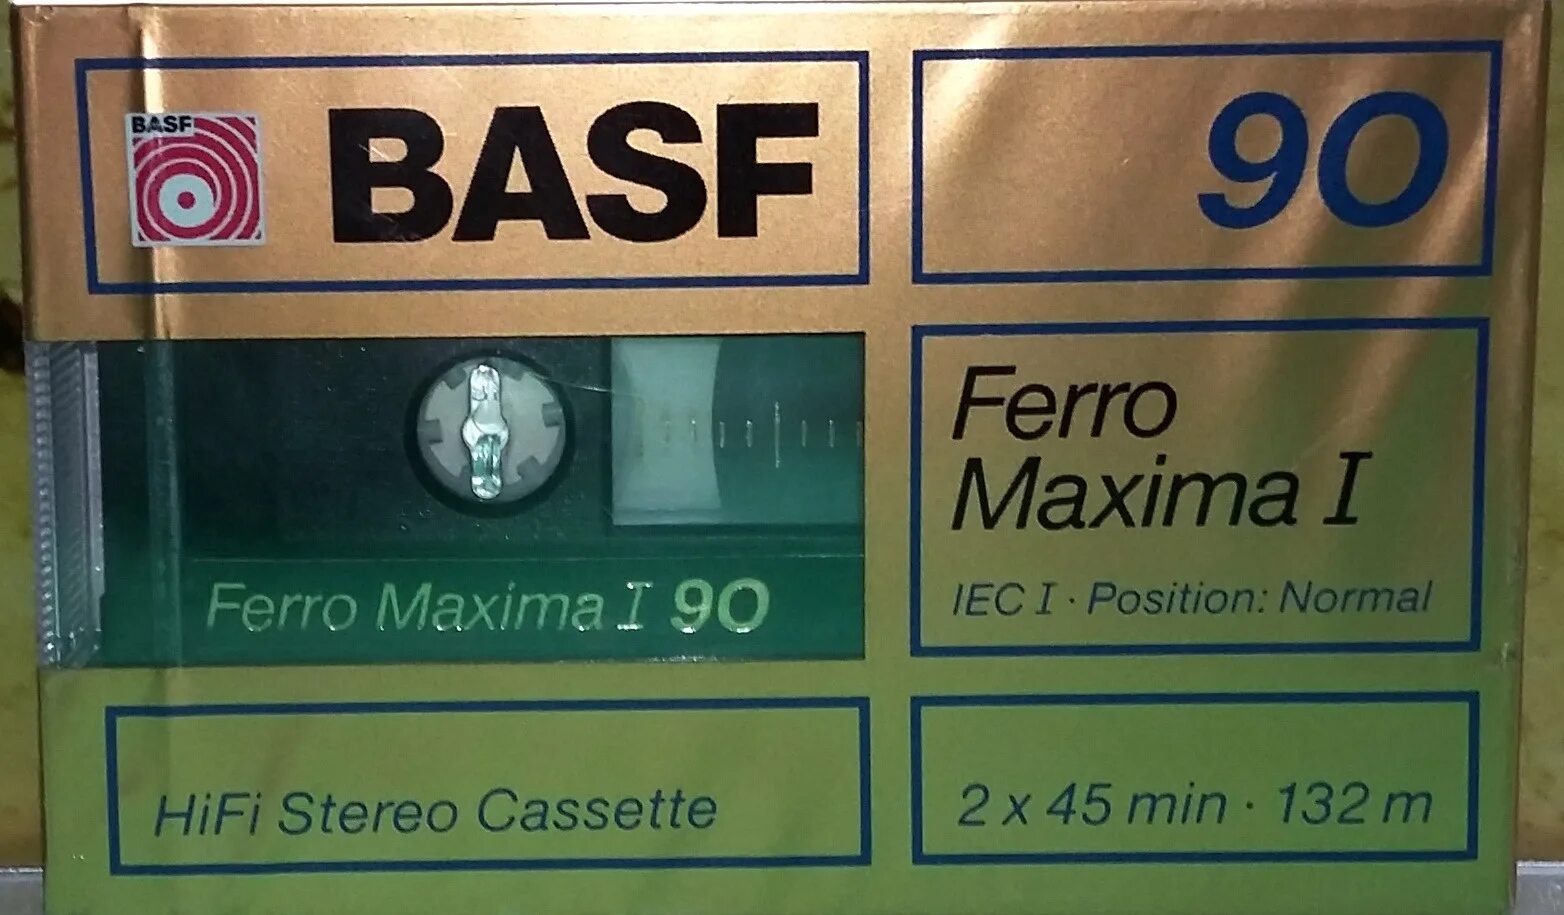 BASF
BASF
90
Ferro
Maxima I
IEC I · Position: Normal
Ferro Maxima I 90
HiFi Stereo Cassette
2 x 45 min · 132 m